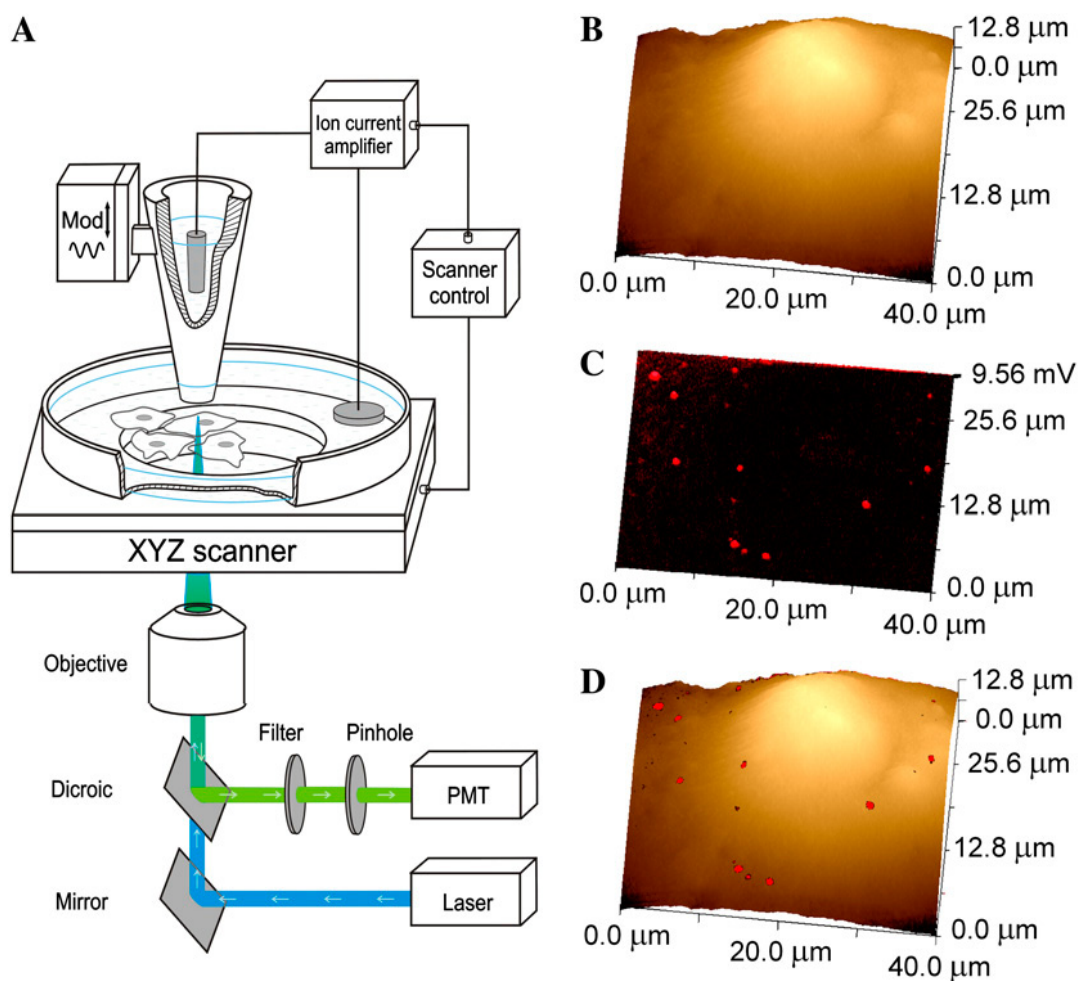 A
Ion current
amplifier
Mod
Scanner
control
XYZ scanner
Objective
Filter
Pinhole
Dicroic
PMT
Mirror
Laser
B
12.8 µm
0.0 µm
25.6 µm
12.8 µm
0.0 µm
0.0 µm
20.0 µm
40.0 µm
C
9.56 mV
25.6 µm
12.8 µm
0.0 µm
0.0 µm
20.0 µm
40.0 µm
D
12.8 µm
0.0 µm
25.6 µm
12.8 µm
0.0 µm
0.0 µm
20.0 µm
40.0 µm